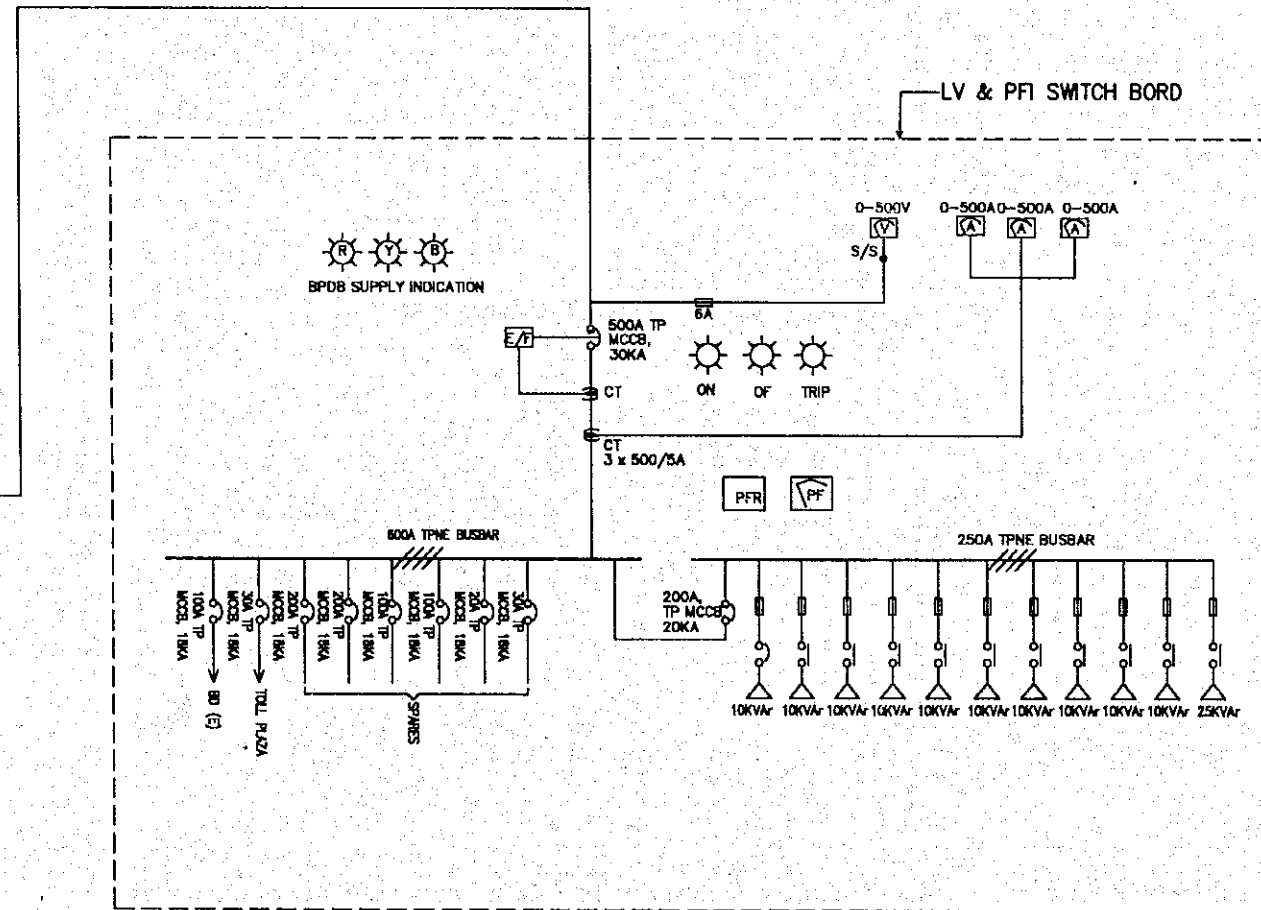 LV & PFI SWITCH BORD
0-500V
0-500A
0-500A
0-500A
V
A
A
A
S/S
R
Y
B
BPDB SUPPLY INDICATION
6A
E/F
500A TP
MCCB,
30KA
ON
OF
TRIP
CT
CT
3 x 500/5A
PFR
PF
600A TPNE BUSBAR
250A TPNE BUSBAR
100A TP
MCCB, 18KA
30A TP
MCCB, 18KA
200A TP
MCCB, 18KA
200A TP
MCCB, 18KA
100A TP
MCCB, 18KA
100A TP
MCCB, 18KA
20A TP
MCCB, 18KA
30A TP
200A,
TP MCCB
20KA
BD (E)
TOLL PLAZA
SPARES
10KVAr
10KVAr
10KVAr
10KVAr
10KVAr
10KVAr
10KVAr
10KVAr
10KVAr
10KVAr
25KVAr